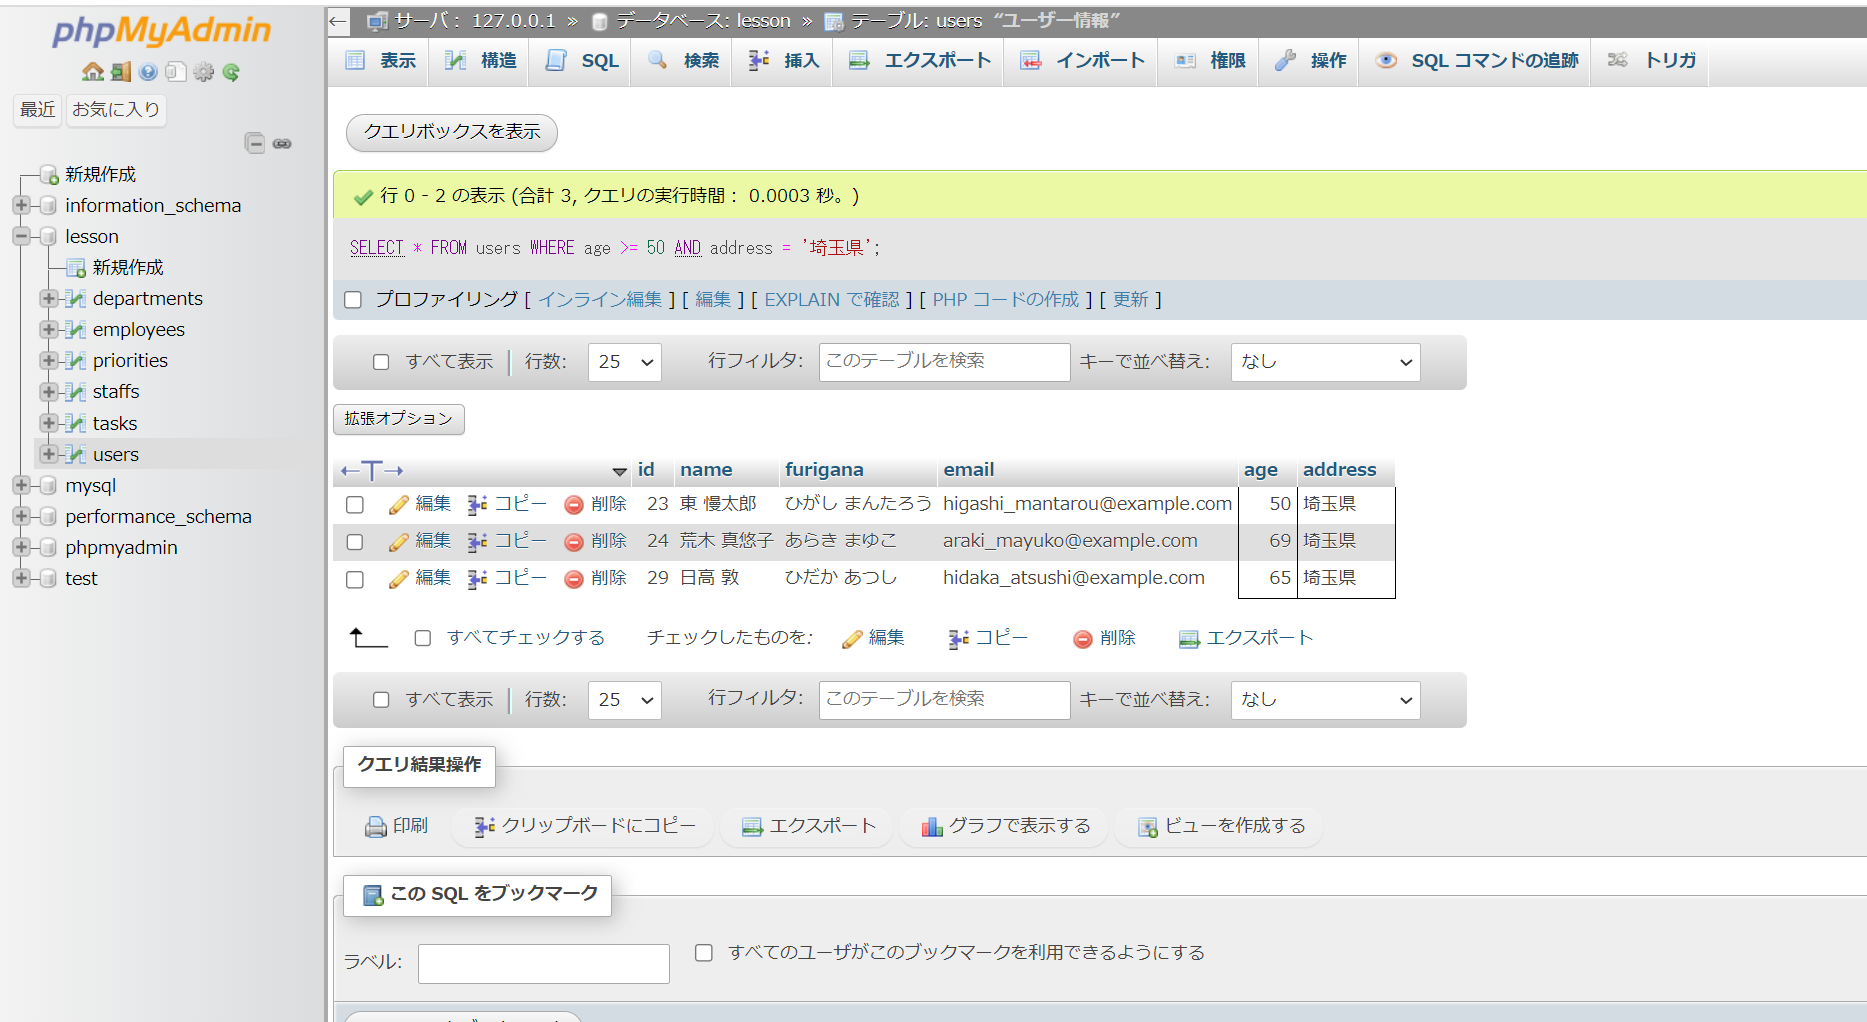 phpMyAdmin
最近 お気に入り
新規作成
information_schema
lesson
新規作成
departments
employees
priorities
staffs
tasks
users
mysql
performance_schema
phpmyadmin
test
← サーバ: 127.0.0.1 » データベース: lesson » テーブル: users “ユーザー情報”
表示 構造 SQL 検索 挿入 エクスポート インポート 権限 操作 SQL コマンドの追跡 トリガ
クエリボックスを表示
行 0 - 2 の表示 (合計 3, クエリの実行時間： 0.0003 秒。)
SELECT * FROM users WHERE age >= 50 AND address = '埼玉県';
プロファイリング [ インライン編集 ] [ 編集 ] [ EXPLAIN で確認 ] [ PHP コードの作成 ] [ 更新 ]
すべて表示 行数: 25 行フィルタ: このテーブルを検索 キーで並べ替え: なし
拡張オプション
←T→ id name furigana email age address
編集 コピー 削除 23 東 慢太郎 ひがし まんたろう higashi_mantarou@example.com 50 埼玉県
編集 コピー 削除 24 荒木 真悠子 あらき まゆこ araki_mayuko@example.com 69 埼玉県
編集 コピー 削除 29 日高 敦 ひだか あつし hidaka_atsushi@example.com 65 埼玉県
すべてチェックする チェックしたものを: 編集 コピー 削除 エクスポート
すべて表示 行数: 25 行フィルタ: このテーブルを検索 キーで並べ替え: なし
クエリ結果操作
印刷 クリップボードにコピー エクスポート グラフで表示する ビューを作成する
この SQL をブックマーク
ラベル: すべてのユーザがこのブックマークを利用できるようにする